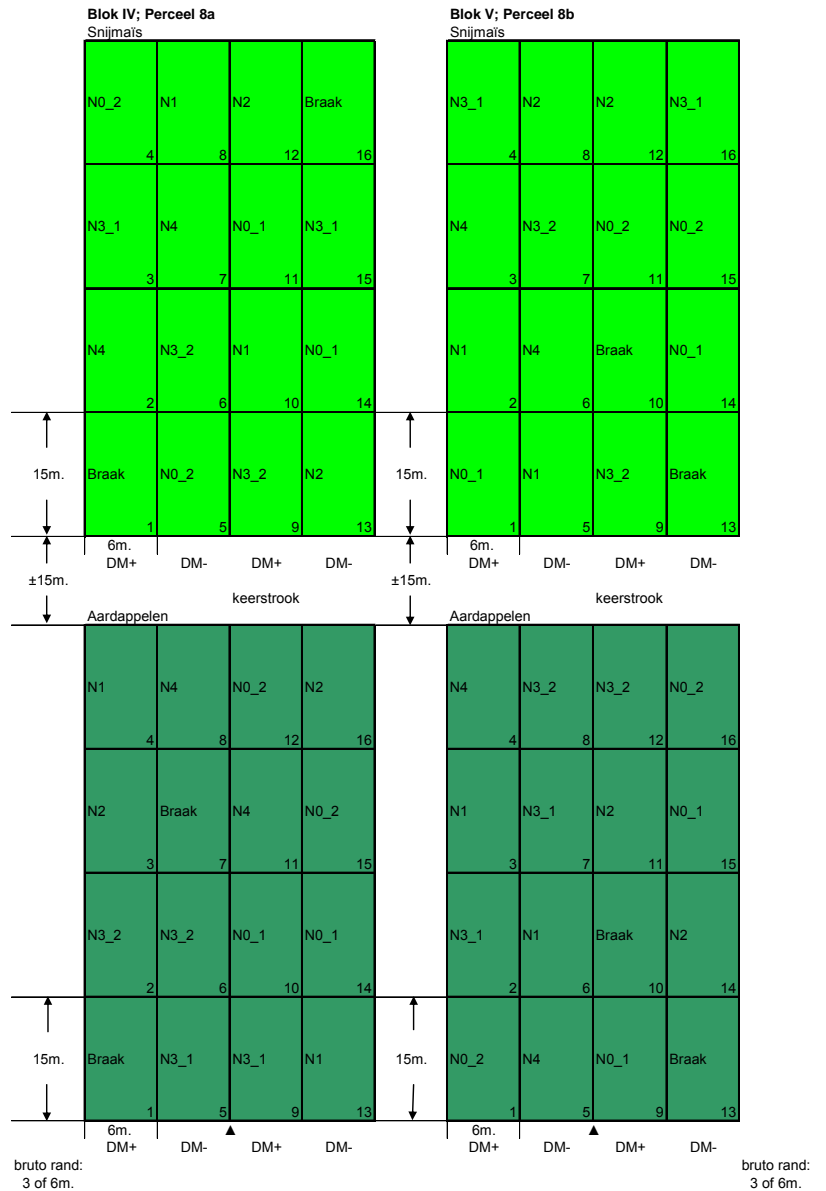 Blok IV; Perceel 8a Blok V; Perceel 8b
Snijmaïs Snijmaïs
N0_2 N1 N2 Braak N3_1 N2 N2 N3_1
4 8 12 16 4 8 12 16
N3_1 N4 N0_1 N3_1 N4 N3_2 N0_2 N0_2
3 7 11 15 3 7 11 15
N4 N3_2 N1 N0_1 N1 N4 Braak N0_1
2 6 10 14 2 6 10 14
15m. Braak N0_2 N3_2 N2 15m. N0_1 N1 N3_2 Braak
1 5 9 13 1 5 9 13
6m. 6m.
DM+ DM- DM+ DM- DM+ DM- DM+ DM-
±15m. ±15m.
keerstrook keerstrook
Aardappelen Aardappelen
N1 N4 N0_2 N2 N4 N3_2 N3_2 N0_2
4 8 12 16 4 8 12 16
N2 Braak N4 N0_2 N1 N3_1 N2 N0_1
3 7 11 15 3 7 11 15
N3_2 N3_2 N0_1 N0_1 N3_1 N1 Braak N2
2 6 10 14 2 6 10 14
15m. Braak N3_1 N3_1 N1 15m. N0_2 N4 N0_1 Braak
1 5 9 13 1 5 9 13
6m. 6m.
DM+ DM- DM+ DM- DM+ DM- DM+ DM-
bruto rand: bruto rand:
3 of 6m. 3 of 6m.